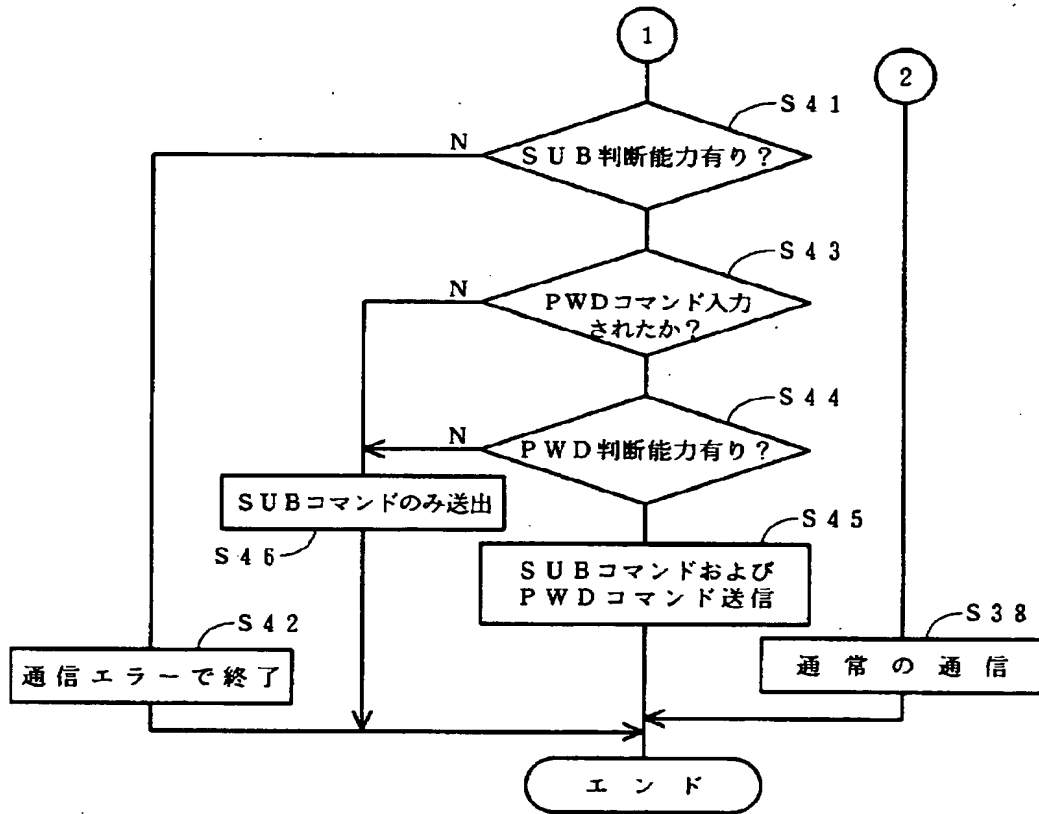 1
2
S41
N
SUB判断能力有り？
S43
N
PWDコマンド入力
されたか？
S44
N
PWD判断能力有り？
SUBコマンドのみ送出
S46
S45
SUBコマンドおよび
PWDコマンド送信
S42
通信エラーで終了
S38
通常の通信
エンド